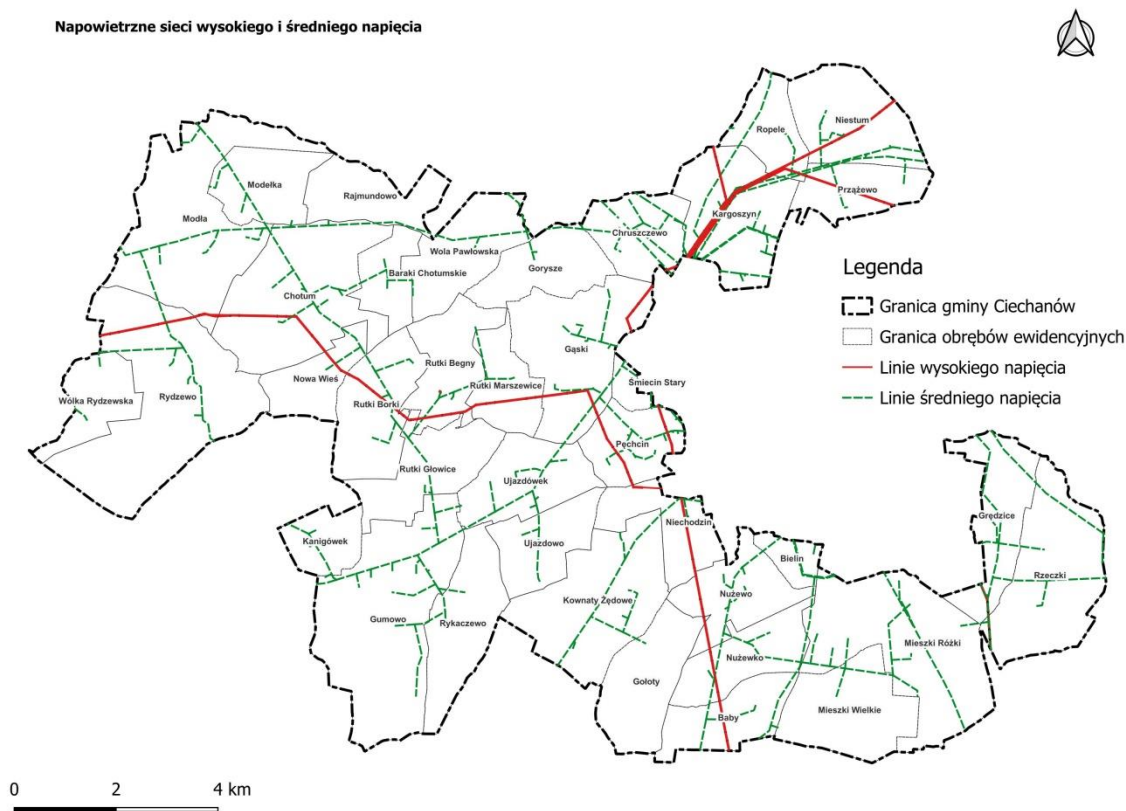 Napowietrzne sieci wysokiego i średniego napięcia
Ropele
Niestum
Modełka
Rajmundowo
Przążewo
Modła
Kargoszyn
Chruszczewo
Wola Pawłowska
Gorysze
Baraki Chotumskie
Chotum
Gąski
Rutki Begny
Nowa Wieś
Rutki Marszewice
Śmiecin Stary
Wólka Rydzewska
Rydzewo
Rutki Borki
Pęchcin
Rutki Głowice
Ujazdówek
Niechodzin
Grędzice
Kanigówek
Ujazdowo
Bielin
Rzeczki
Kownaty Żędowe
Nużewo
Gumowo
Rykaczewo
Mieszki Różki
Nużewko
Gołoty
Mieszki Wielkie
Baby
Legenda
Granica gminy Ciechanów
Granica obrębów ewidencyjnych
Linie wysokiego napięcia
Linie średniego napięcia
0 2 4 km